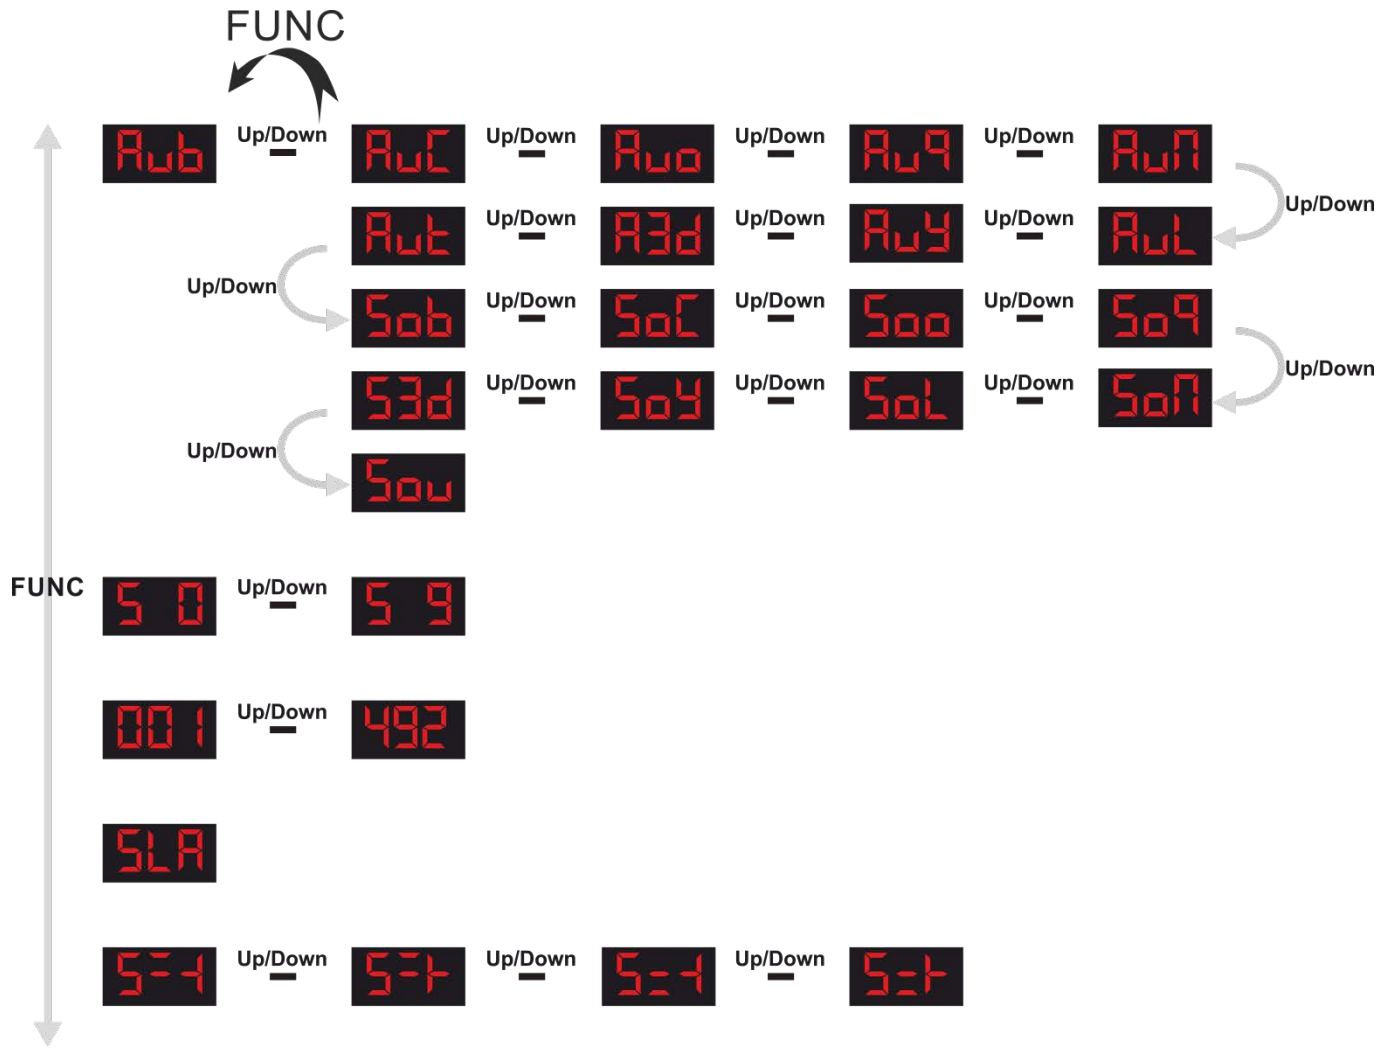 FUNC
Aub Up/Down AuC Up/Down Auo Up/Down Auq Up/Down AuN
Up/Down
Aut Up/Down A3d Up/Down AuY Up/Down AuL
Up/Down
Sob Up/Down SoC Up/Down Soo Up/Down Soq
Up/Down
S3d Up/Down SoY Up/Down SoL Up/Down SoN
Up/Down
Sou
FUNC
S 0 Up/Down S 9
001 Up/Down 492
SLA
Up/Down Up/Down Up/Down